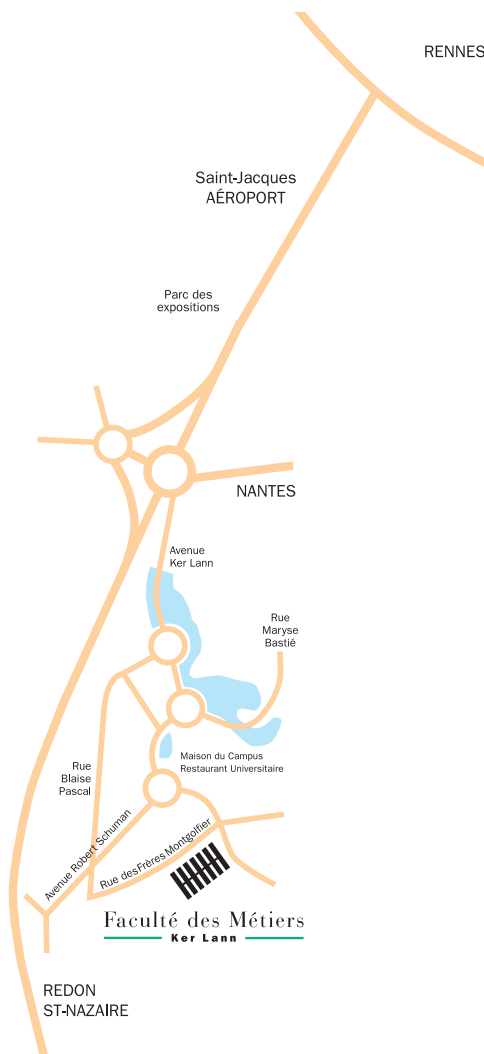 RENNES
Saint-Jacques
AÉROPORT
Parc des
expositions
NANTES
Avenue
Ker Lann
Rue
Maryse
Bastié
Maison du Campus
Restaurant Universitaire
Rue
Blaise
Pascal
Avenue Robert Schuman
Rue des Frères Montgolfier
Faculté des Métiers
Ker Lann
REDON
ST-NAZAIRE